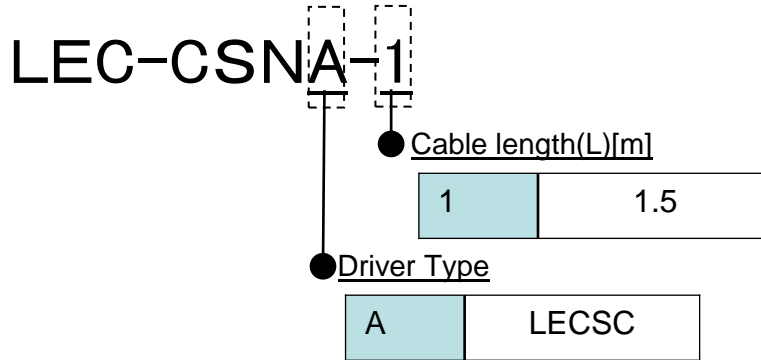 LEC-CSNA-1
Cable length(L)[m]
1 1.5
Driver Type
A LECSC